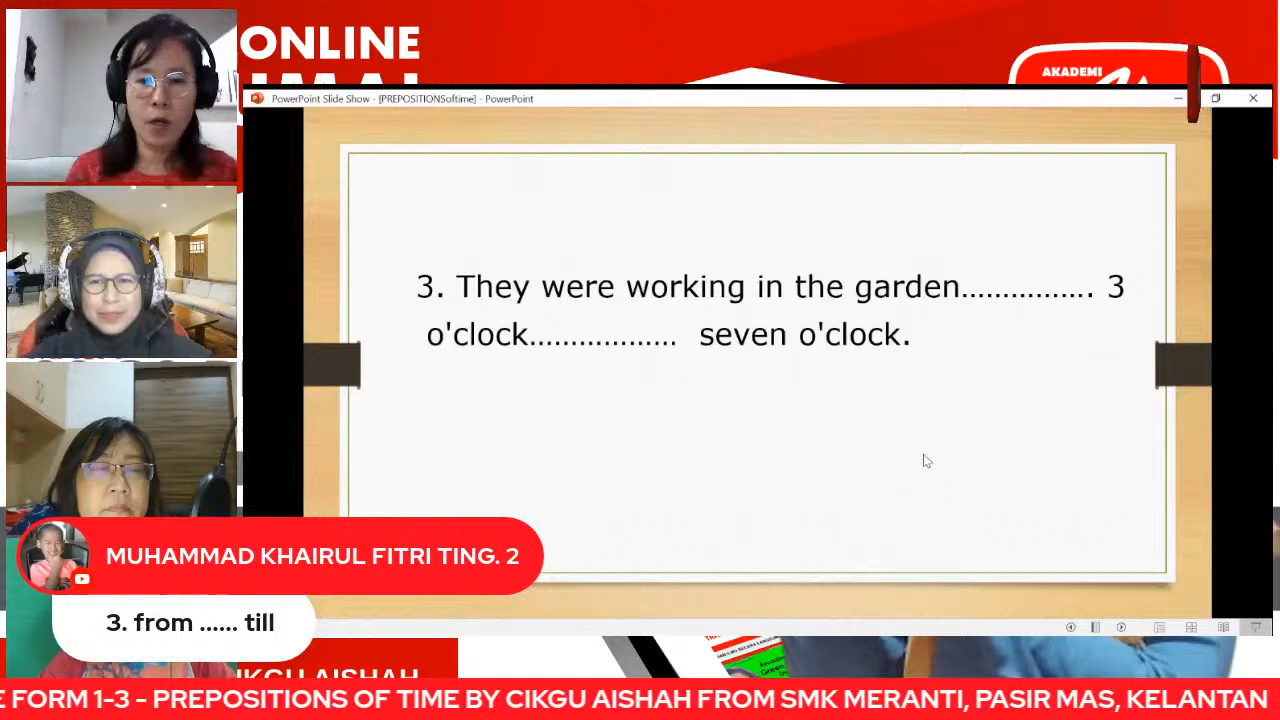 ONLINE
AKADEMI
PowerPoint Slide Show - [PREPOSITIONSoftime] - PowerPoint
3. They were working in the garden................ 3
o'clock.................. seven o'clock.
MUHAMMAD KHAIRUL FITRI TING. 2
3. from ...... till
E FORM 1-3 - PREPOSITIONS OF TIME BY CIKGU AISHAH FROM SMK MERANTI, PASIR MAS, KELANTAN